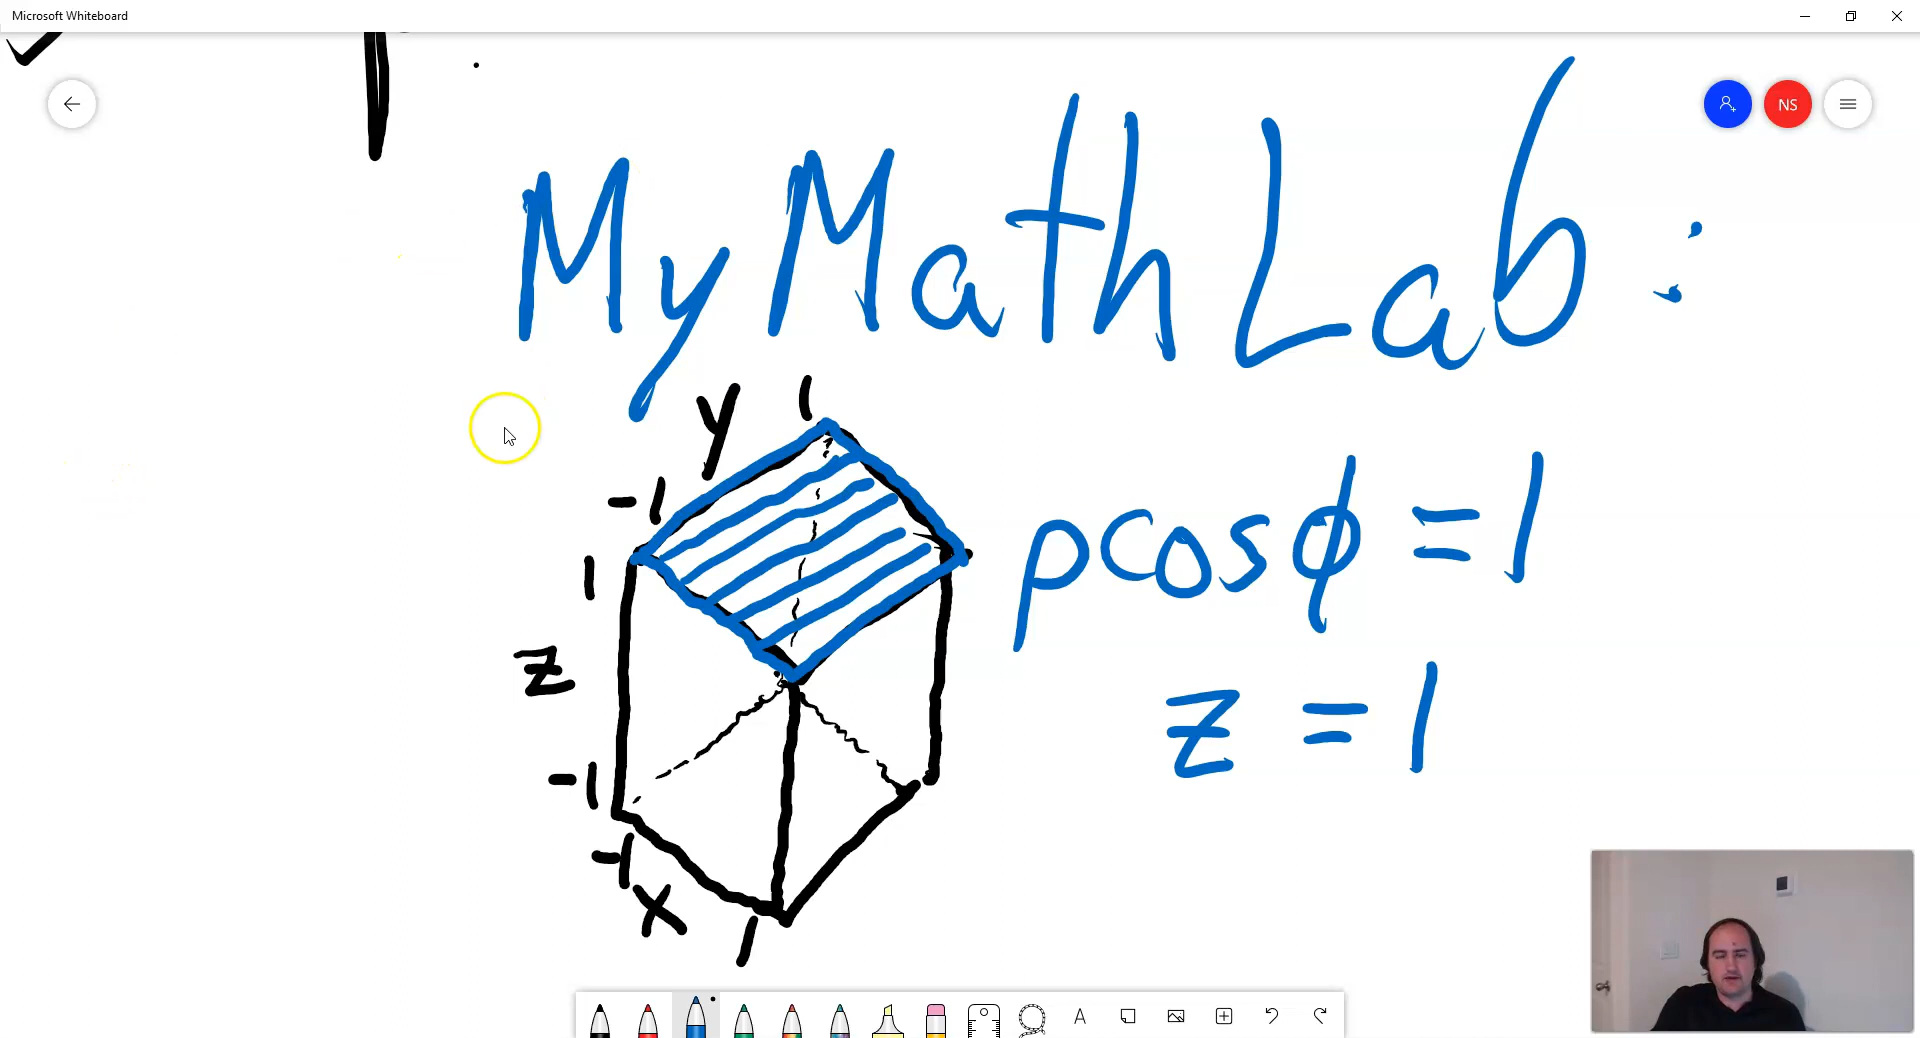 Microsoft Whiteboard
NS
MyMathLab:
y 1
-1
1
ρcosϕ = 1
z
z = 1
-1
-1
x
1
A